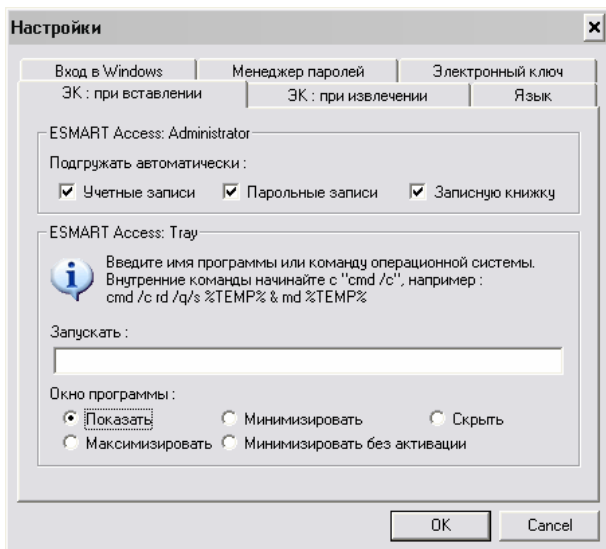 Настройки
Вход в Windows Менеджер паролей Электронный ключ
ЭК : при вставлении ЭК : при извлечении Язык
ESMART Access: Administrator
Подгружать автоматически :
Учетные записи Парольные записи Записную книжку
ESMART Access: Tray
Введите имя программы или команду операционной системы.
Внутренние команды начинайте с "cmd /c", например :
cmd /c rd /q/s %TEMP% & md %TEMP%
Запускать :
Окно программы :
Показать Минимизировать Скрыть
Максимизировать Минимизировать без активации
OK Cancel